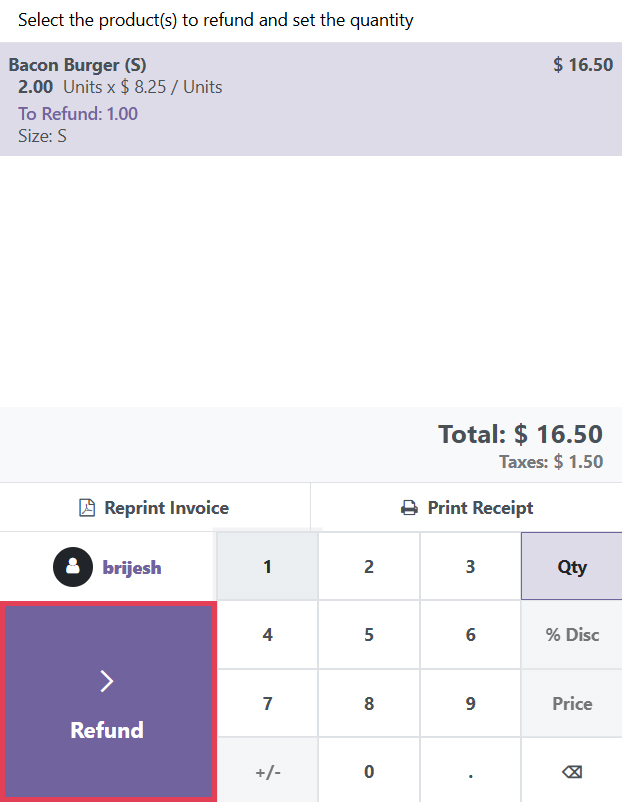 Select the product(s) to refund and set the quantity
Bacon Burger (S) $ 16.50
2.00 Units x $ 8.25 / Units
To Refund: 1.00
Size: S
Total: $ 16.50
Taxes: $ 1.50
Reprint Invoice Print Receipt
brijesh 1 2 3 Qty
4 5 6 % Disc
Refund 7 8 9 Price
+/- 0 .